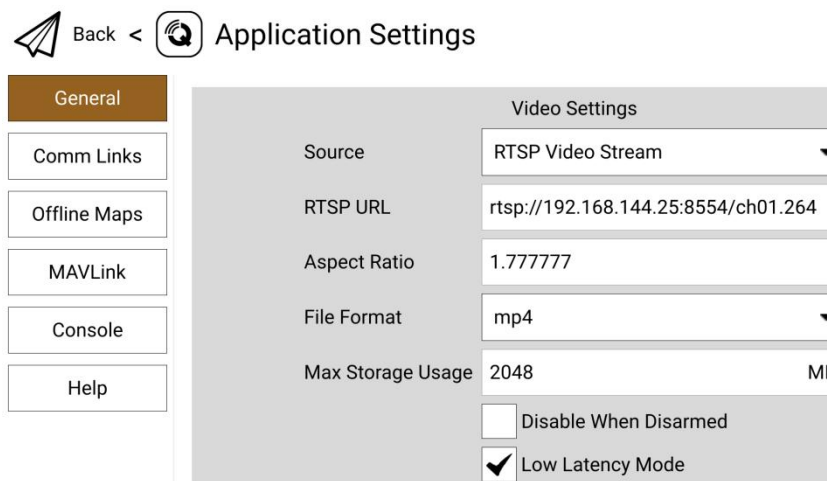 Back < Application Settings
General
Comm Links
Offline Maps
MAVLink
Console
Help
Video Settings
Source RTSP Video Stream
RTSP URL rtsp://192.168.144.25:8554/ch01.264
Aspect Ratio 1.777777
File Format mp4
Max Storage Usage 2048
Disable When Disarmed
Low Latency Mode